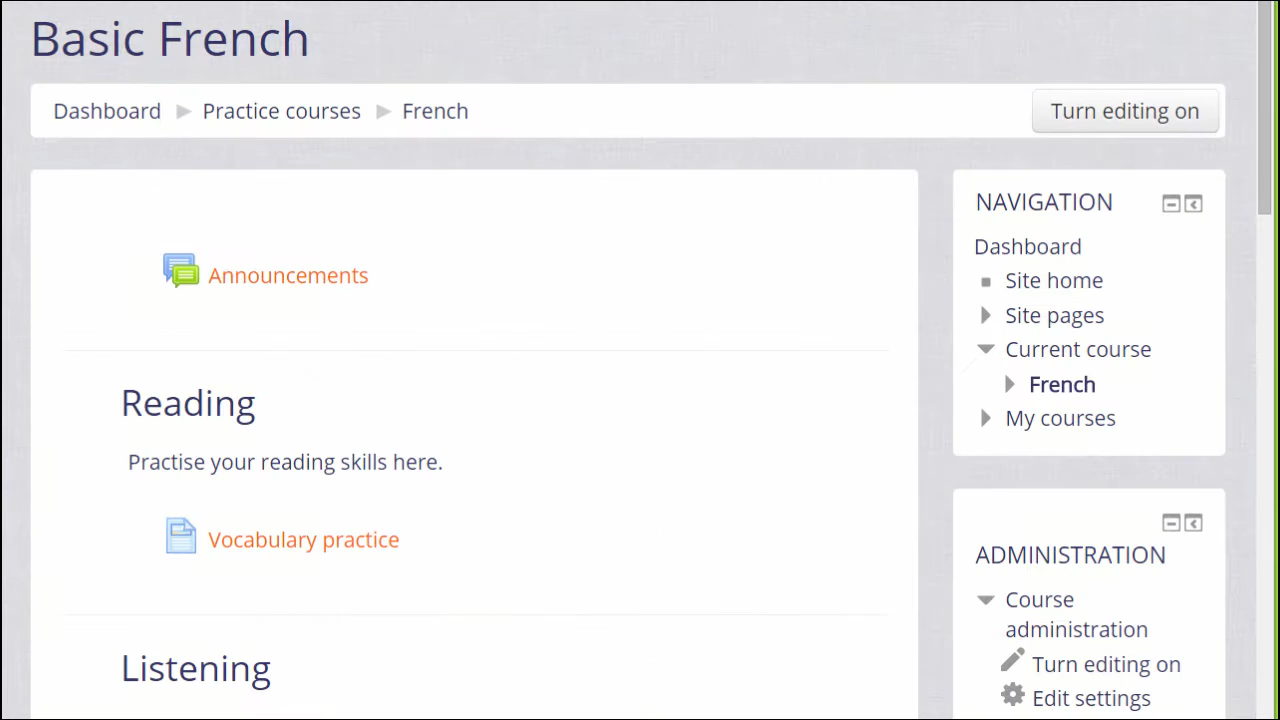 Basic French
Dashboard Practice courses French
Turn editing on
Announcements
Reading
Practise your reading skills here.
Vocabulary practice
Listening
NAVIGATION
Dashboard
Site home
Site pages
Current course
French
My courses
ADMINISTRATION
Course
administration
Turn editing on
Edit settings